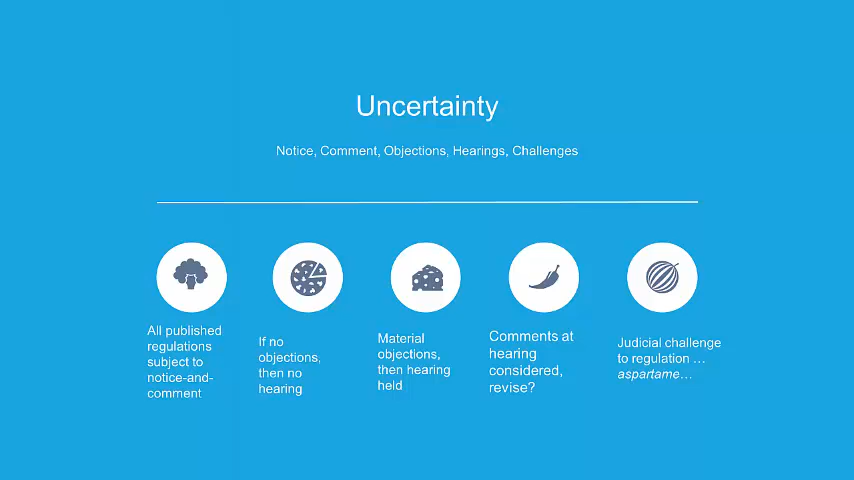 Uncertainty
Notice, Comment, Objections, Hearings, Challenges
All published
regulations
subject to
notice-and-
comment
If no
objections,
then no
hearing
Material
objections,
then hearing
held
Comments at
hearing
considered,
revise?
Judicial challenge
to regulation …
aspartame…